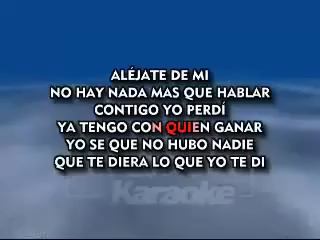 ALÉJATE DE MI
NO HAY NADA MAS QUE HABLAR
CONTIGO YO PERDÍ
YA TENGO CON QUIEN GANAR
YO SE QUE NO HUBO NADIE
QUE TE DIERA LO QUE YO TE DI
Karaoke